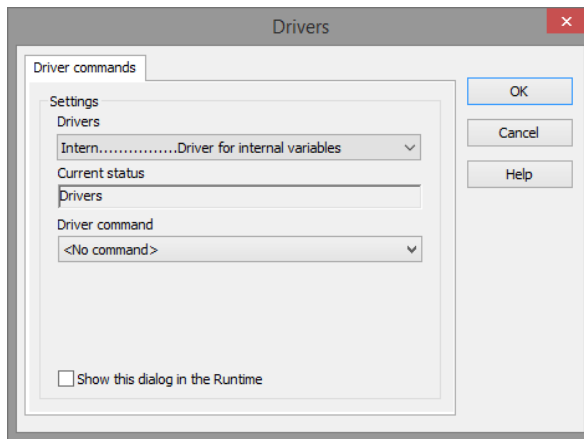 Drivers
Driver commands
Settings
Drivers
Intern...............Driver for internal variables
Current status
Drivers
Driver command
<No command>
Show this dialog in the Runtime
OK
Cancel
Help